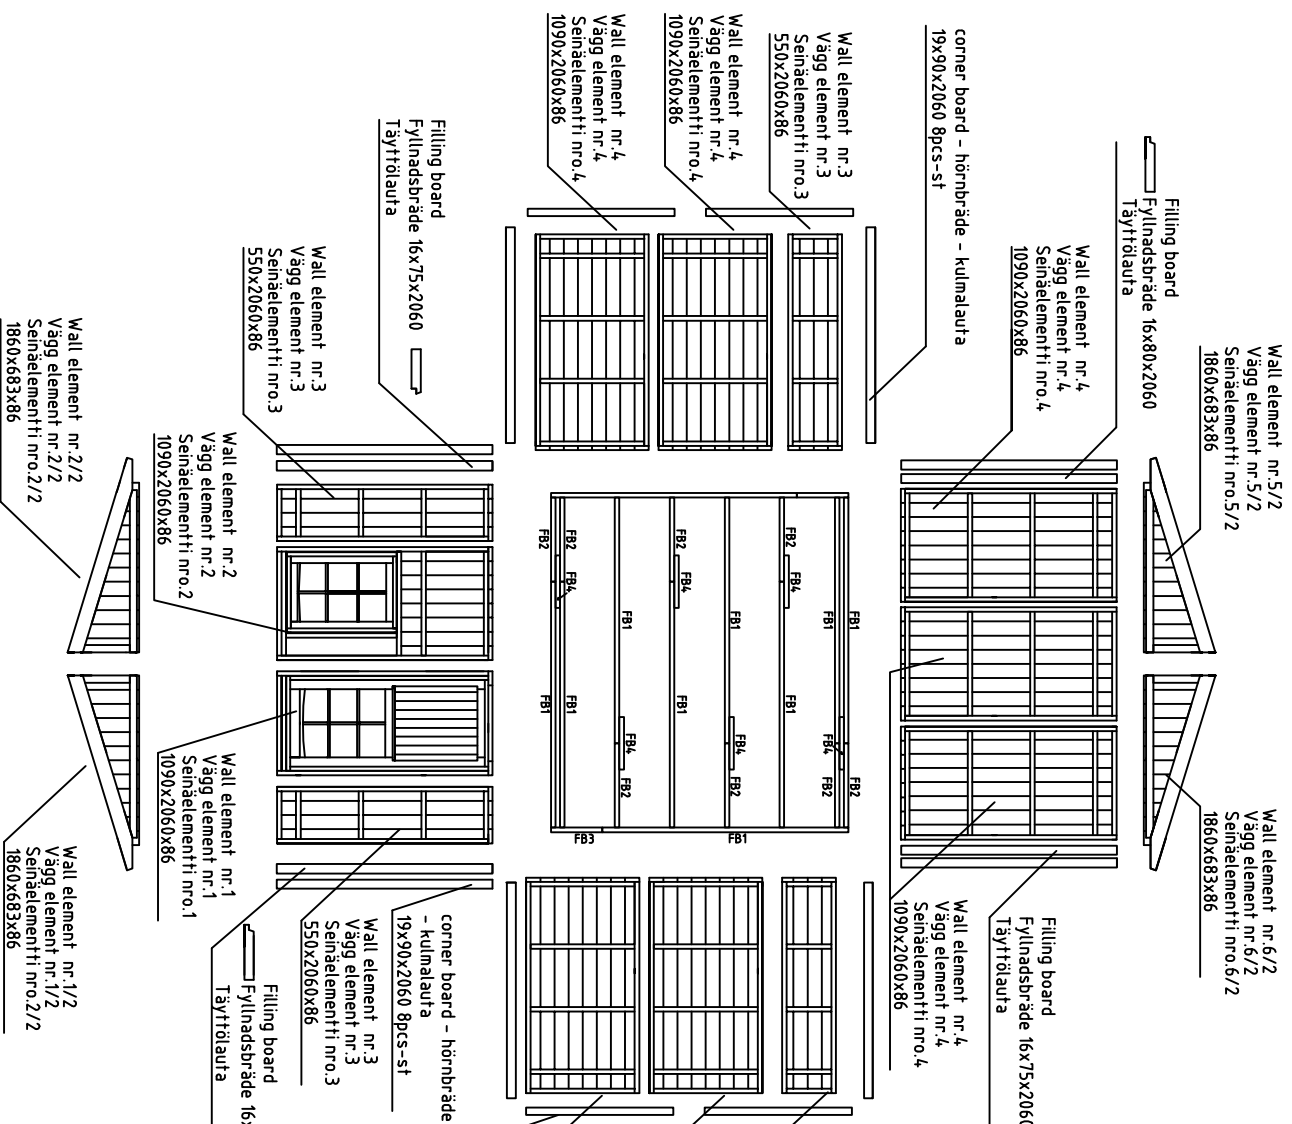 Wall element nr.4
Vägg element nr.4
Seinäelementti nro.4
1090x2060x86
Wall element nr.4
Vägg element nr.4
Seinäelementti nro.4
1090x2060x86
Wall element nr.3
Vägg element nr.3
Seinäelementti nro.3
550x2060x86
corner board - hörnbräde - kulmalauta
19x90x2060 8pcs-st
Filling board
Fyllnadsbräde 16x80x2060
Täyttölauta
Wall element nr.4
Vägg element nr.4
Seinäelementti nro.4
1090x2060x86
Wall element nr.5/2
Vägg element nr.5/2
Seinäelementti nro.5/2
1860x683x86
Filling board
Fyllnadsbräde 16x75x2060
Täyttölauta
Wall element nr.3
Vägg element nr.3
Seinäelementti nro.3
550x2060x86
Wall element nr.2
Vägg element nr.2
Seinäelementti nro.2
1090x2060x86
Wall element nr.2/2
Vägg element nr.2/2
Seinäelementti nro.2/2
1860x683x86
FB2
FB2
FB4
FB2
FB4
FB2
FB4
FB1
FB1
FB1
FB1
FB1
FB1
FB1
FB1
FB4
FB2
FB4
FB2
FB4
FB2
FB2
FB3
FB1
Wall element nr.1
Vägg element nr.1
Seinäelementti nro.1
1090x2060x86
Wall element nr.1/2
Vägg element nr.1/2
Seinäelementti nro.2/2
1860x683x86
Wall element nr.6/2
Vägg element nr.6/2
Seinäelementti nro.6/2
1860x683x86
Wall element nr.4
Vägg element nr.4
Seinäelementti nro.4
1090x2060x86
Filling board
Fyllnadsbräde 16x75x2060
Täyttölauta
corner board - hörnbräde
- kulmalauta
19x90x2060 8pcs-st
Wall element nr.3
Vägg element nr.3
Seinäelementti nro.3
550x2060x86
Filling board
Fyllnadsbräde 16x
Täyttölauta